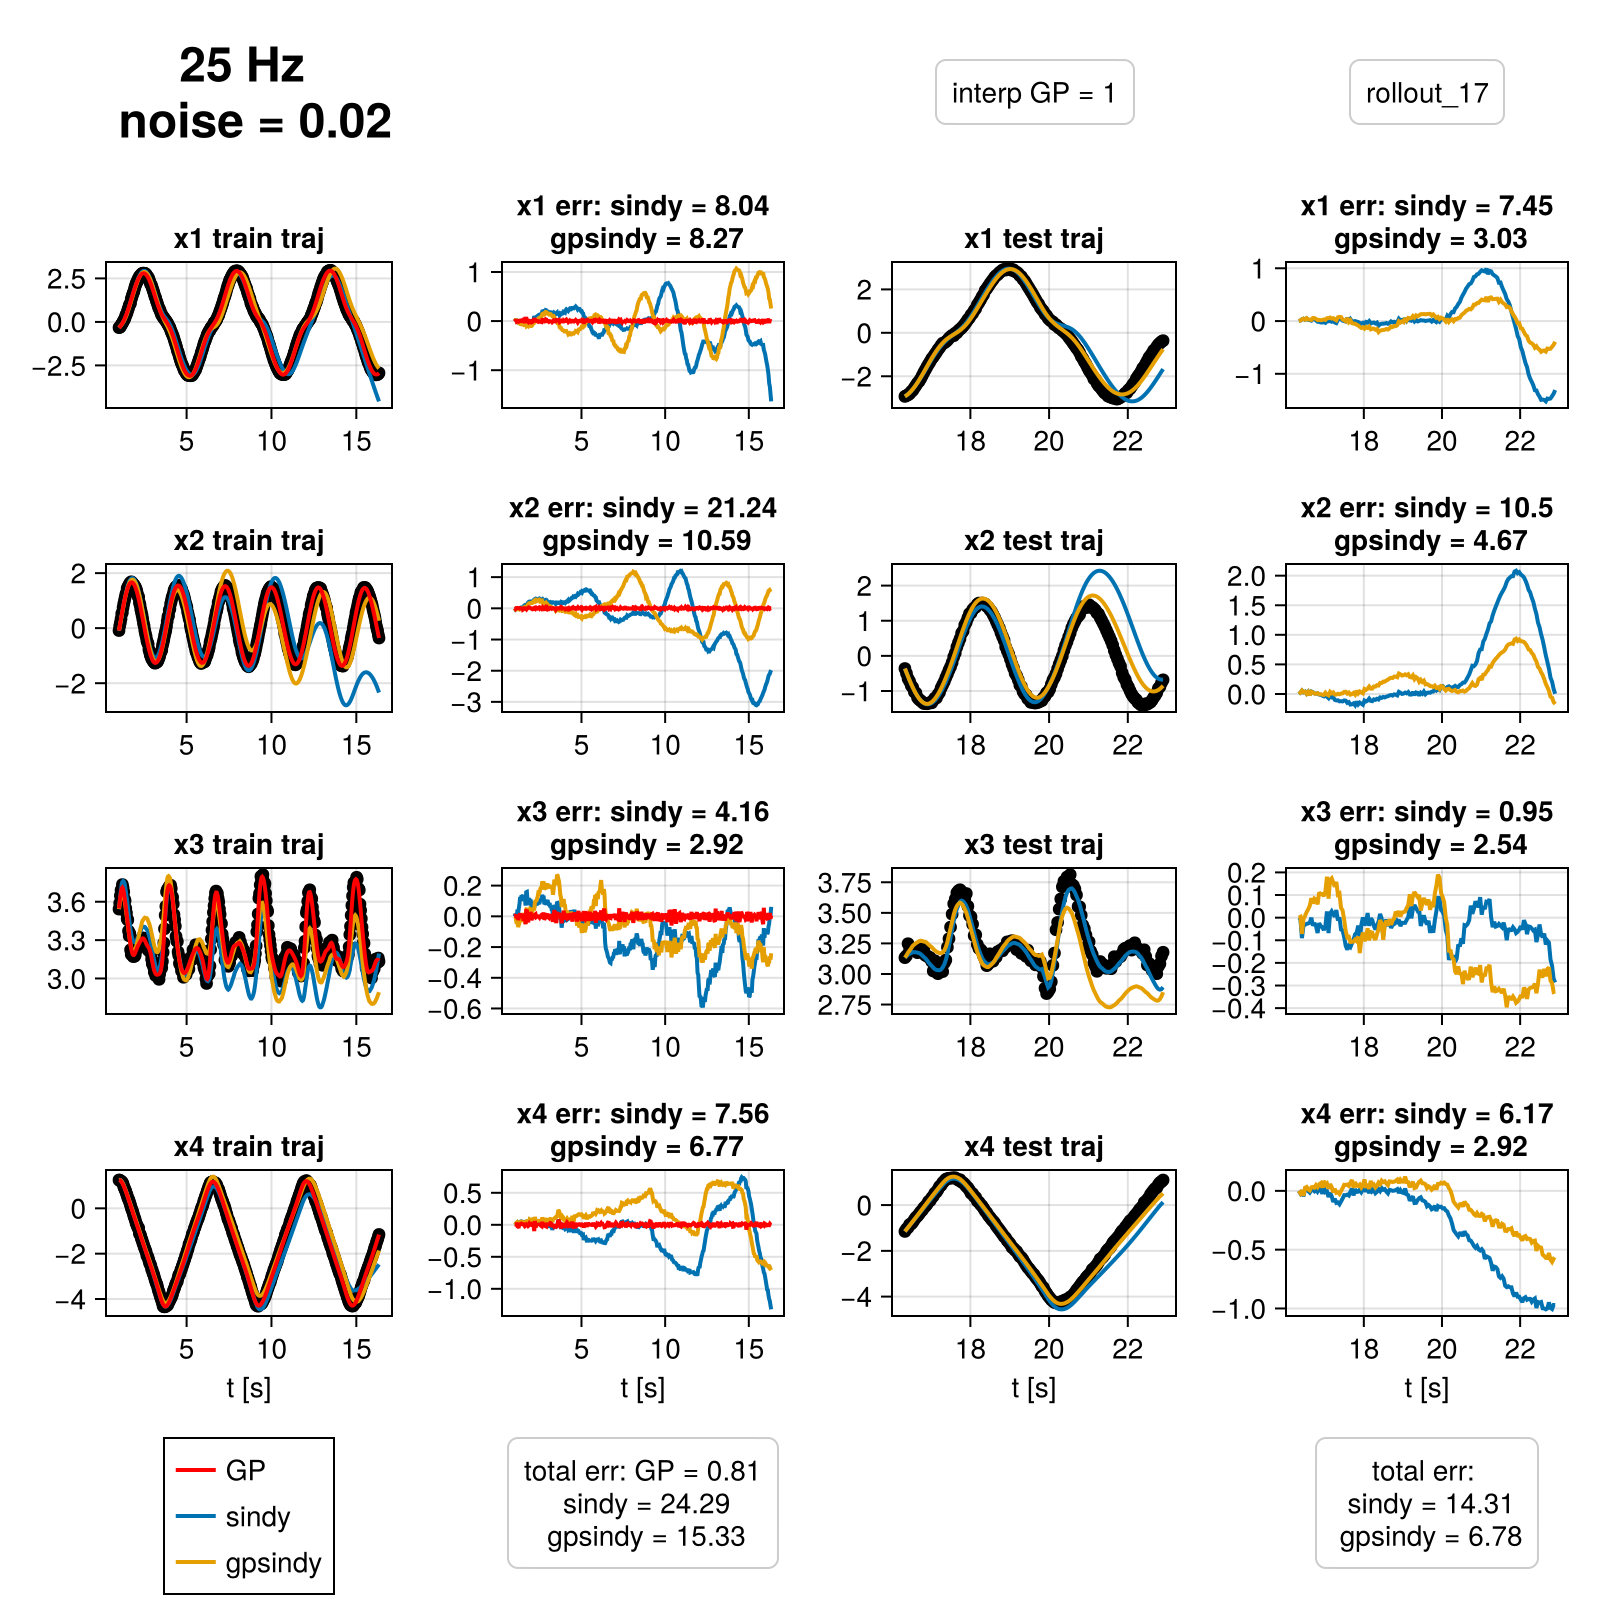 25 Hz
noise = 0.02
interp GP = 1
rollout_17
x1 train traj
2.5
0.0
−2.5
5
10
15
x1 err: sindy = 8.04
gpsindy = 8.27
1
0
−1
5
10
15
x1 test traj
2
0
−2
18
20
22
x1 err: sindy = 7.45
gpsindy = 3.03
1
0
−1
18
20
22
x2 train traj
2
0
−2
5
10
15
x2 err: sindy = 21.24
gpsindy = 10.59
1
0
−1
−2
−3
5
10
15
x2 test traj
2
1
0
−1
18
20
22
x2 err: sindy = 10.5
gpsindy = 4.67
2.0
1.5
1.0
0.5
0.0
18
20
22
x3 train traj
3.6
3.3
3.0
5
10
15
x3 err: sindy = 4.16
gpsindy = 2.92
0.2
0.0
−0.2
−0.4
−0.6
5
10
15
x3 test traj
3.75
3.50
3.25
3.00
2.75
18
20
22
x3 err: sindy = 0.95
gpsindy = 2.54
0.2
0.1
0.0
−0.1
−0.2
−0.3
−0.4
18
20
22
x4 train traj
0
−2
−4
5
10
15
t [s]
x4 err: sindy = 7.56
gpsindy = 6.77
0.5
0.0
−0.5
−1.0
5
10
15
t [s]
x4 test traj
0
−2
−4
18
20
22
t [s]
x4 err: sindy = 6.17
gpsindy = 2.92
0.0
−0.5
−1.0
18
20
22
t [s]
GP
sindy
gpsindy
total err: GP = 0.81
sindy = 24.29
gpsindy = 15.33
total err:
sindy = 14.31
gpsindy = 6.78